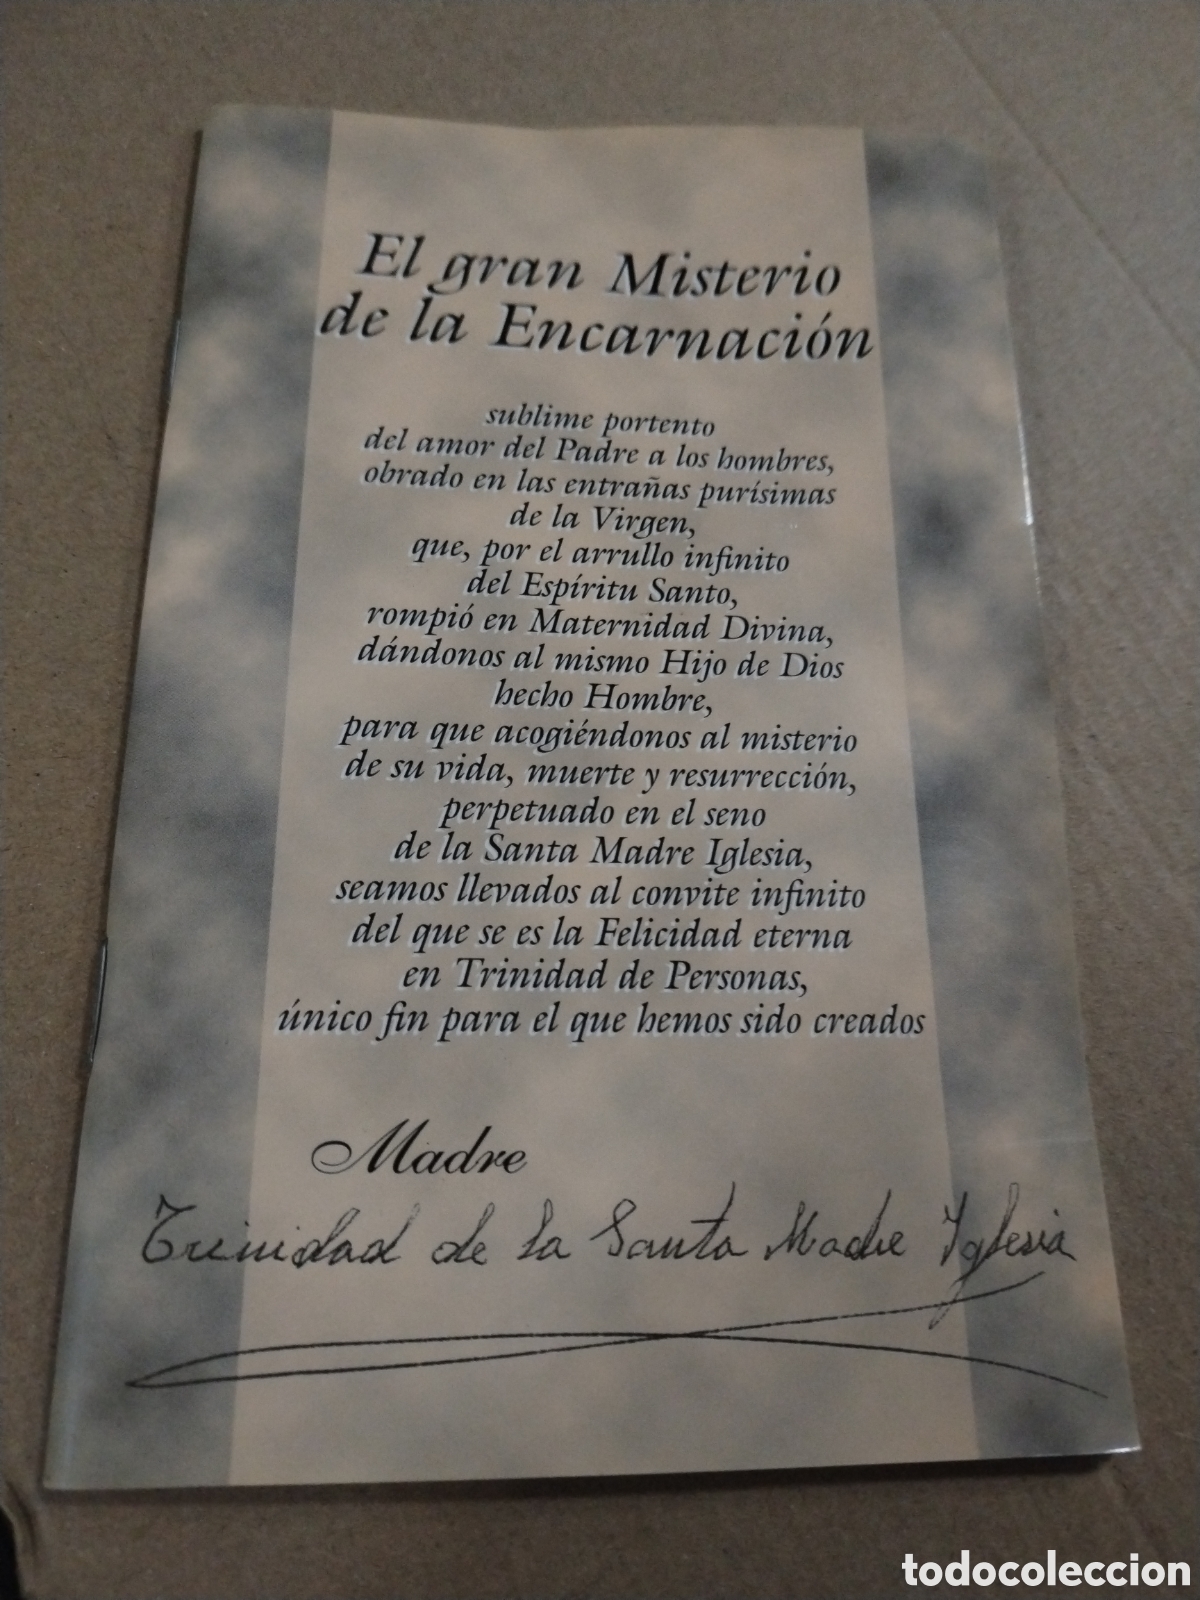 El gran Misterio
de la Encarnación
sublime portento
del amor del Padre a los hombres,
obrado en las entrañas purísimas
de la Virgen,
que, por el arrullo infinito
del Espíritu Santo,
rompió en Maternidad Divina,
dándonos al mismo Hijo de Dios
hecho Hombre,
para que acogiéndonos al misterio
de su vida, muerte y resurrección,
perpetuado en el seno
de la Santa Madre Iglesia,
seamos llevados al convite infinito
del que se es la Felicidad eterna
en Trinidad de Personas,
único fin para el que hemos sido creados
Madre
Trinidad de la Santa Madre Iglesia
todocoleccion